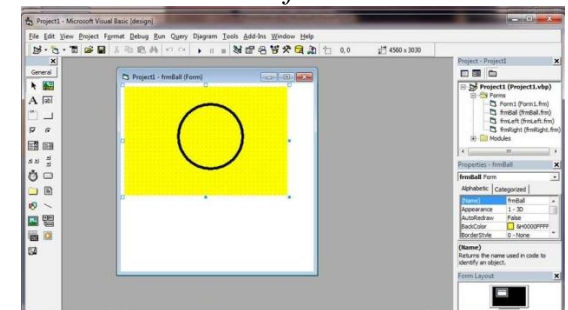 Project1 - Microsoft Visual Basic [design]
File Edit View Project Format Debug Run Query Diagram Tools Add-Ins Window Help
0, 0 4560 x 3030
General
Project1 - frmBall (Form)
Project - Project1
Project1 (Project1.vbp)
Forms
Form1 (Form1.frm)
frmBall (frmBall.frm)
frmLeft (frmLeft.frm)
frmRight (frmRight.frm)
Modules
Properties - frmBall
frmBall Form
Alphabetic Categorized
(Name) frmBall
Appearance 1 - 3D
AutoRedraw False
BackColor &H0000FFFF
BorderStyle 0 - None
(Name)
Returns the name used in code to
identify an object.
Form Layout